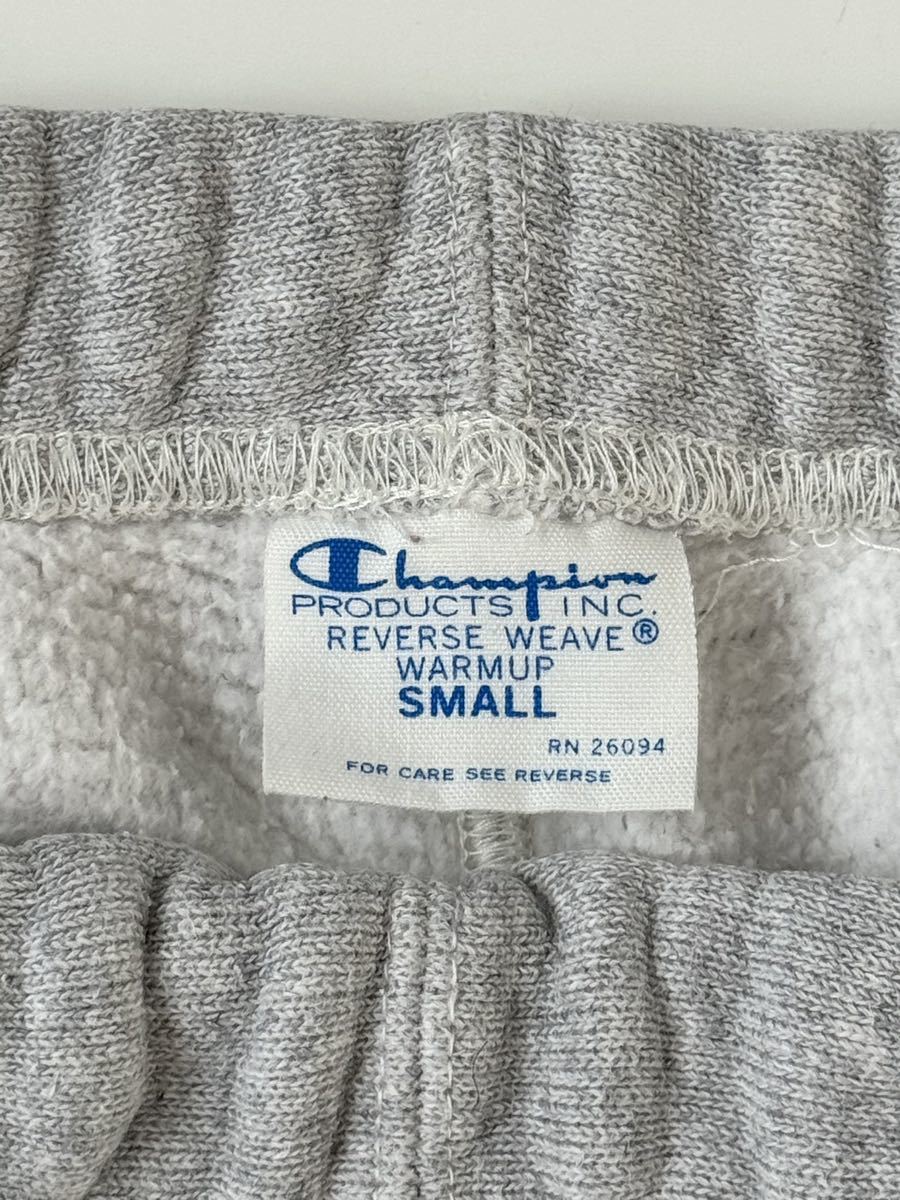 Champion
PRODUCTS INC.
REVERSE WEAVE®
WARMUP
SMALL
RN 26094
FOR CARE SEE REVERSE